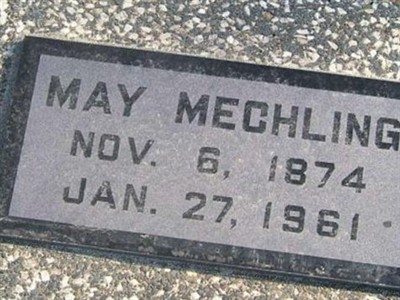 MAY MECHLING
NOV. 6, 1874
JAN. 27, 1961